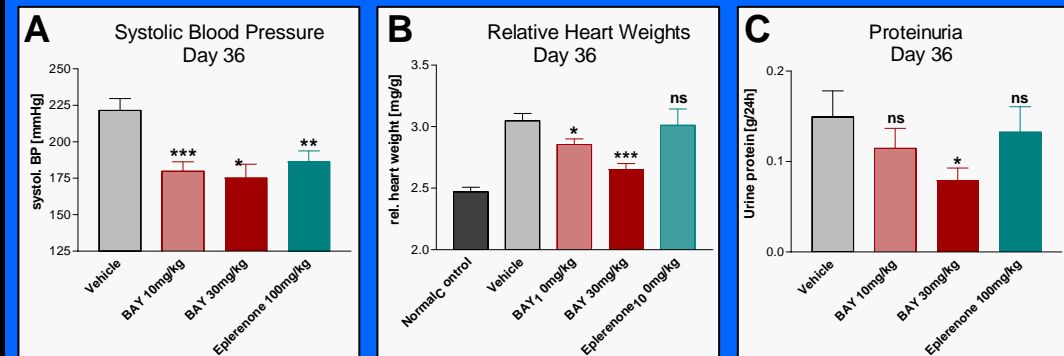 A
Systolic Blood Pressure
Day 36
systol. BP [mmHg]
250
225
200
175
150
125
***
*
**
Vehicle
BAY 10mg/kg
BAY 30mg/kg
Eplerenone 100mg/kg
B
Relative Heart Weights
Day 36
rel. heart weight [mg/g]
3.5
3.0
2.5
2.0
*
***
ns
NormalC ontrol
Vehicle
BAY1 0mg/kg
BAY 30mg/kg
Eplerenone10 0mg/kg
C
Proteinuria
Day 36
Urine protein [g/24h]
0.2
0.1
0.0
ns
*
ns
Vehicle
BAY 10mg/kg
BAY 30mg/kg
Eplerenone 100mg/kg